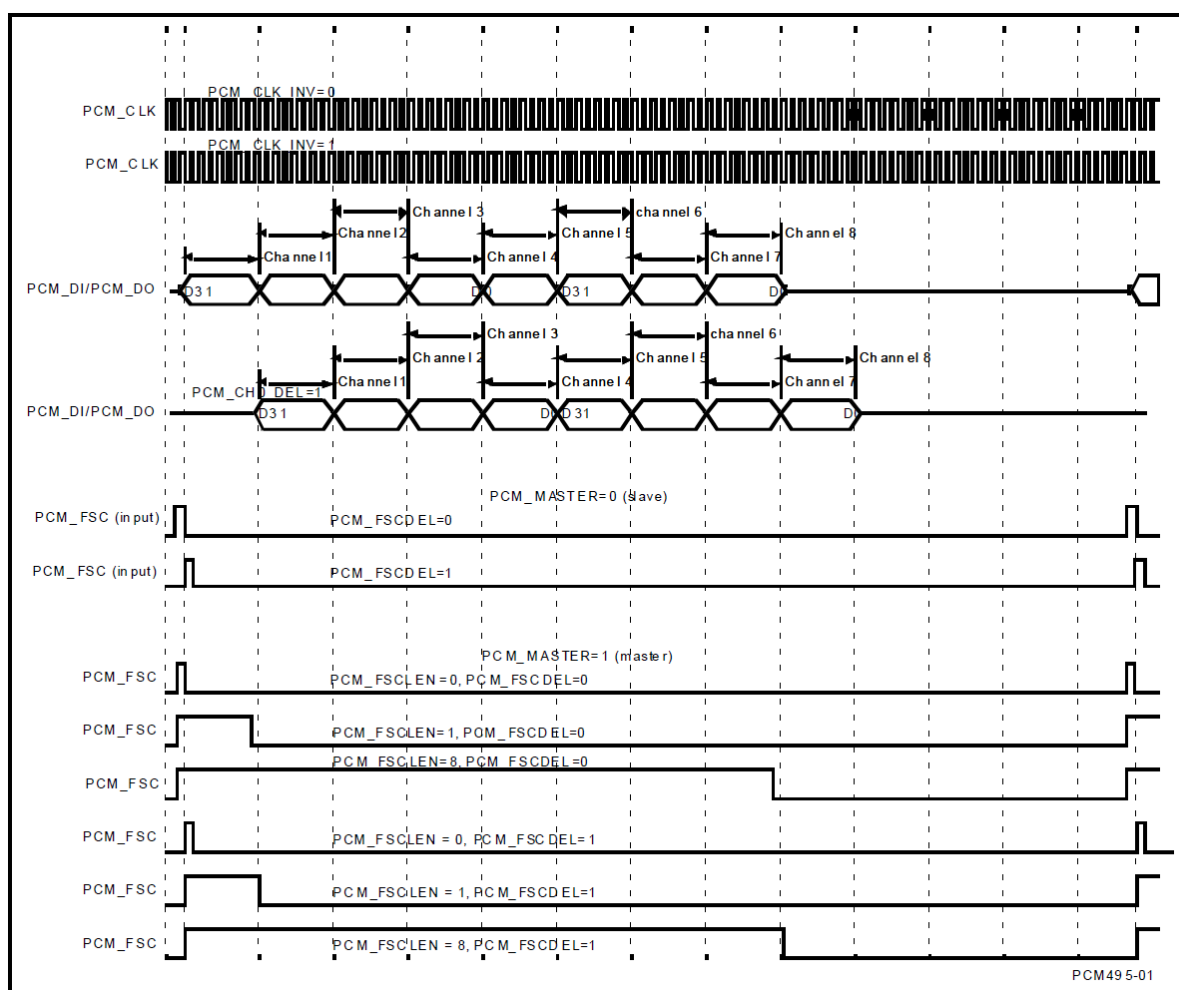 PCM_CLK_INV=0
PCM_CLK
PCM_CLK_INV=1
PCM_CLK
Channel 3
channel 6
Channel 2
Channel 5
Channel 8
Channel 1
Channel 4
Channel 7
PCM_DI/PCM_DO
D31
D0
D31
D0
Channel 3
channel 6
Channel 2
Channel 5
Channel 8
PCM_CH0_DEL=1
Channel 1
Channel 4
Channel 7
PCM_DI/PCM_DO
D31
D0
D31
D0
PCM_MASTER=0 (slave)
PCM_FSC (input)
PCM_FSCDEL=0
PCM_FSC (input)
PCM_FSCDEL=1
PCM_MASTER=1 (master)
PCM_FSC
PCM_FSCLEN=0, PCM_FSCDEL=0
PCM_FSC
PCM_FSCLEN=1, PCM_FSCDEL=0
PCM_FSCLEN=8, PCM_FSCDEL=0
PCM_FSC
PCM_FSC
PCM_FSCLEN = 0, PCM_FSCDEL=1
PCM_FSC
PCM_FSCLEN = 1, PCM_FSCDEL=1
PCM_FSC
PCM_FSCLEN = 8, PCM_FSCDEL=1
PCM495-01